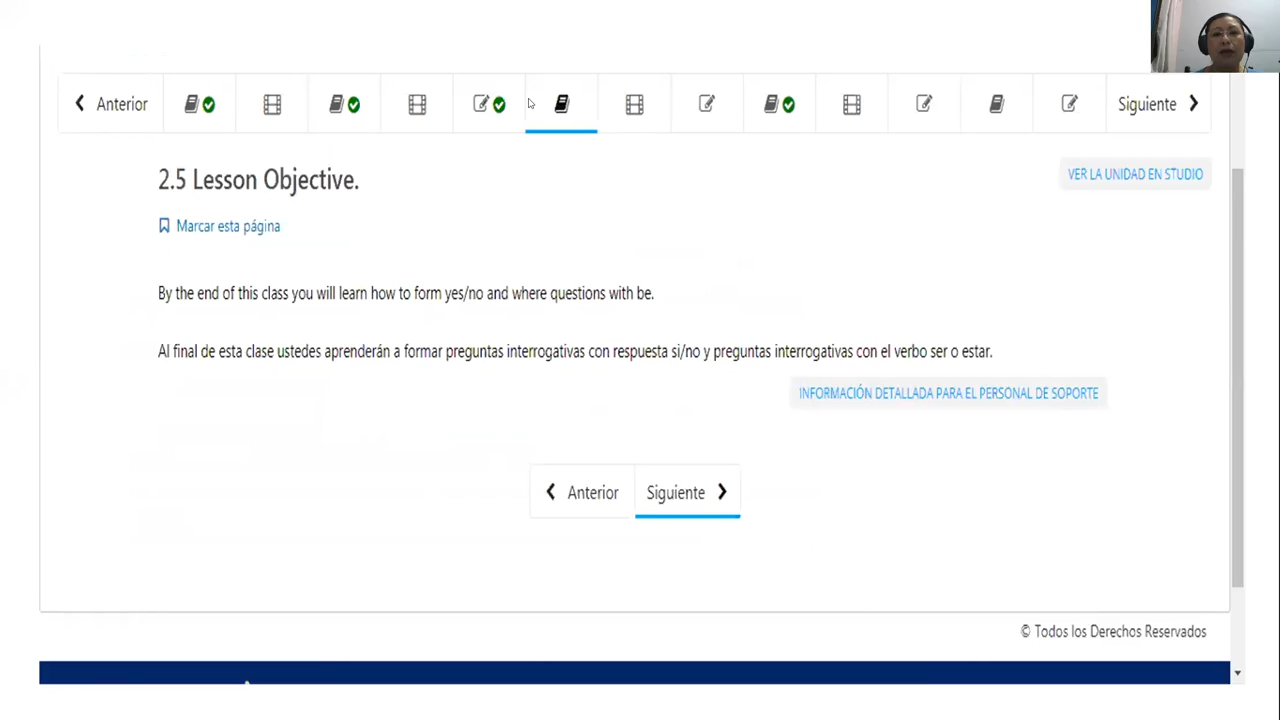 Anterior
Siguiente
2.5 Lesson Objective.
VER LA UNIDAD EN STUDIO
Marcar esta página
By the end of this class you will learn how to form yes/no and where questions with be.
Al final de esta clase ustedes aprenderán a formar preguntas interrogativas con respuesta si/no y preguntas interrogativas con el verbo ser o estar.
INFORMACIÓN DETALLADA PARA EL PERSONAL DE SOPORTE
Anterior
Siguiente
© Todos los Derechos Reservados